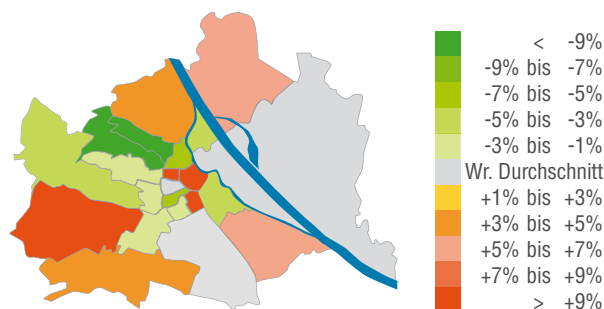 < -9%
-9% bis -7%
-7% bis -5%
-5% bis -3%
-3% bis -1%
Wr. Durchschnitt
+1% bis +3%
+3% bis +5%
+5% bis +7%
+7% bis +9%
> +9%